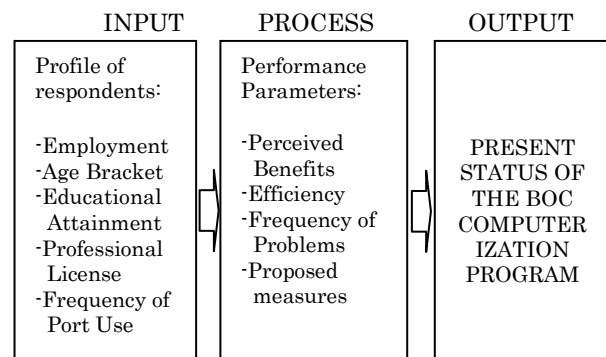 INPUT PROCESS OUTPUT
Profile of
respondents:
-Employment
-Age Bracket
-Educational
Attainment
-Professional
License
-Frequency of
Port Use
Performance
Parameters:
-Perceived
Benefits
-Efficiency
-Frequency of
Problems
-Proposed
measures
PRESENT
STATUS OF
THE BOC
COMPUTER
IZATION
PROGRAM